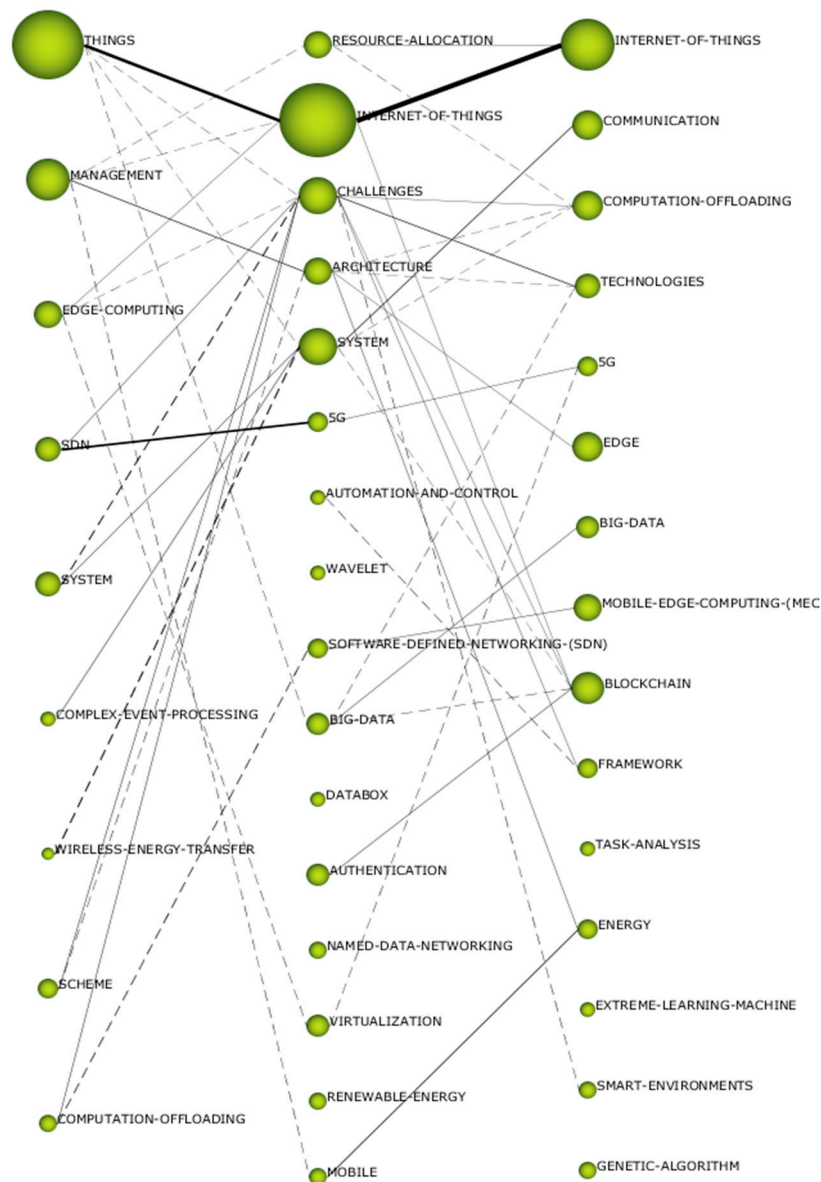 THINGS
MANAGEMENT
EDGE-COMPUTING
SDN
SYSTEM
COMPLEX-EVENT-PROCESSING
WIRELESS-ENERGY-TRANSFER
SCHEME
COMPUTATION-OFFLOADING
RESOURCE-ALLOCATION
INTERNET-OF-THINGS
CHALLENGES
ARCHITECTURE
SYSTEM
5G
AUTOMATION-AND-CONTROL
WAVELET
SOFTWARE-DEFINED-NETWORKING-(SDN)
BIG-DATA
DATABOX
AUTHENTICATION
NAMED-DATA-NETWORKING
VIRTUALIZATION
RENEWABLE-ENERGY
MOBILE
INTERNET-OF-THINGS
COMMUNICATION
COMPUTATION-OFFLOADING
TECHNOLOGIES
5G
EDGE
BIG-DATA
MOBILE-EDGE-COMPUTING-(MEC
BLOCKCHAIN
FRAMEWORK
TASK-ANALYSIS
ENERGY
EXTREME-LEARNING-MACHINE
SMART-ENVIRONMENTS
GENETIC-ALGORITHM